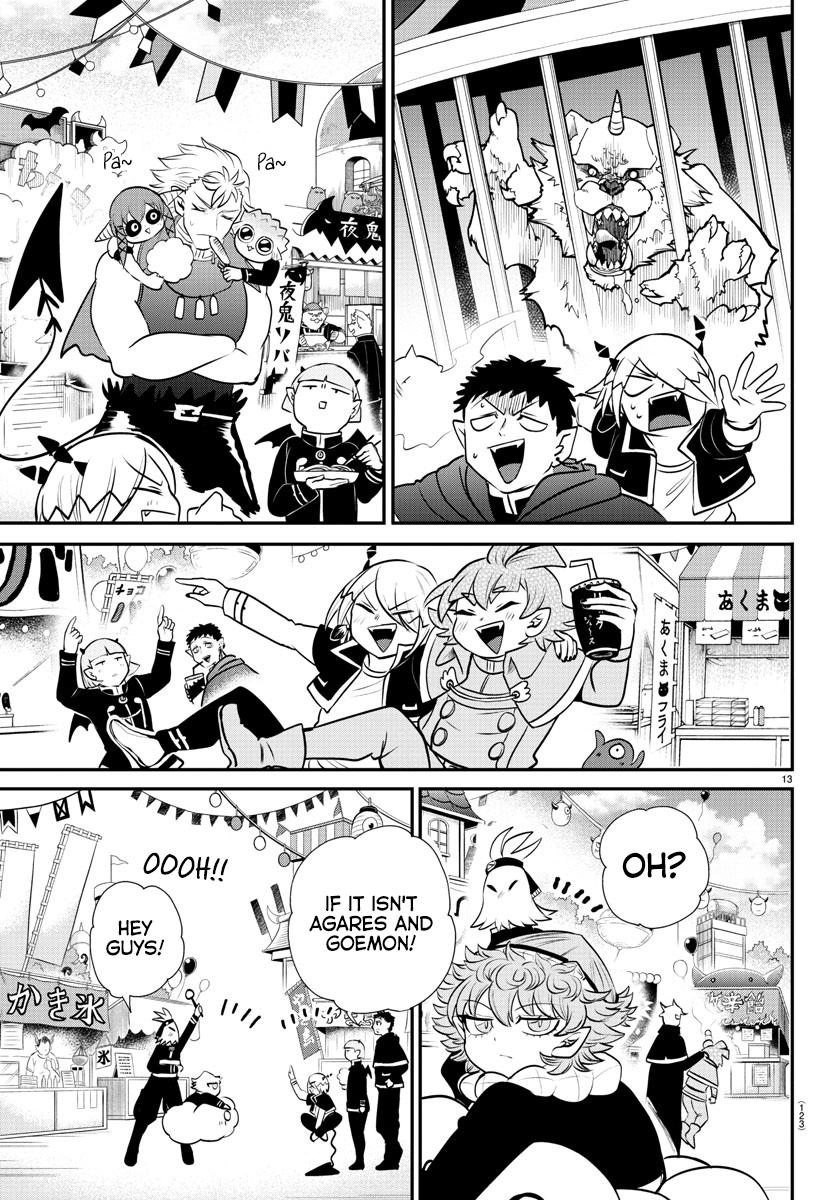 Pa~
Pa~
夜鬼
夜鬼ソバ
チョコ
あくま
あくまフライ
13
OH?
IF IT ISN'T
AGARES AND
GOEMON!
OOOH!!
HEY
GUYS!
かき氷
氷
(123)